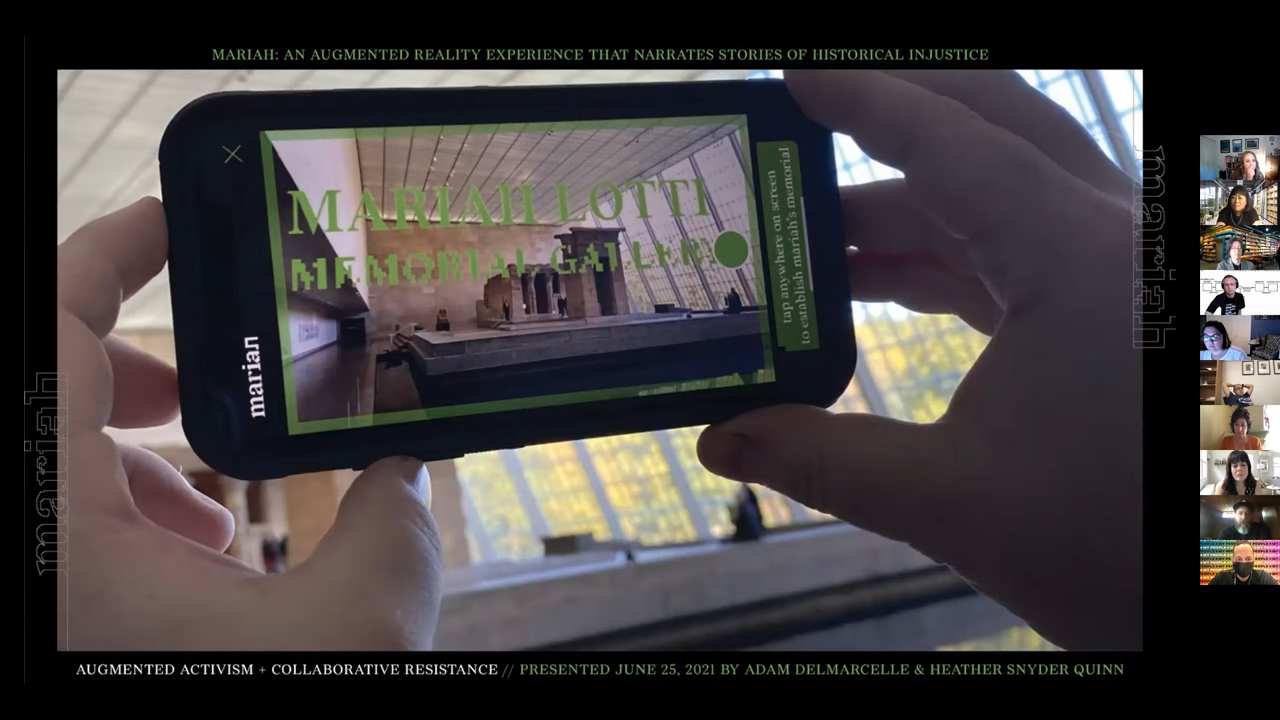 MARIAH: AN AUGMENTED REALITY EXPERIENCE THAT NARRATES STORIES OF HISTORICAL INJUSTICE
MARIAH LOTTI
MEMORIAL GALLERY
tap anywhere on screen
to establish mariah's memorial
mariah
mariah
mariah
AUGMENTED ACTIVISM + COLLABORATIVE RESISTANCE // PRESENTED JUNE 25, 2021 BY ADAM DELMARCELLE & HEATHER SNYDER QUINN